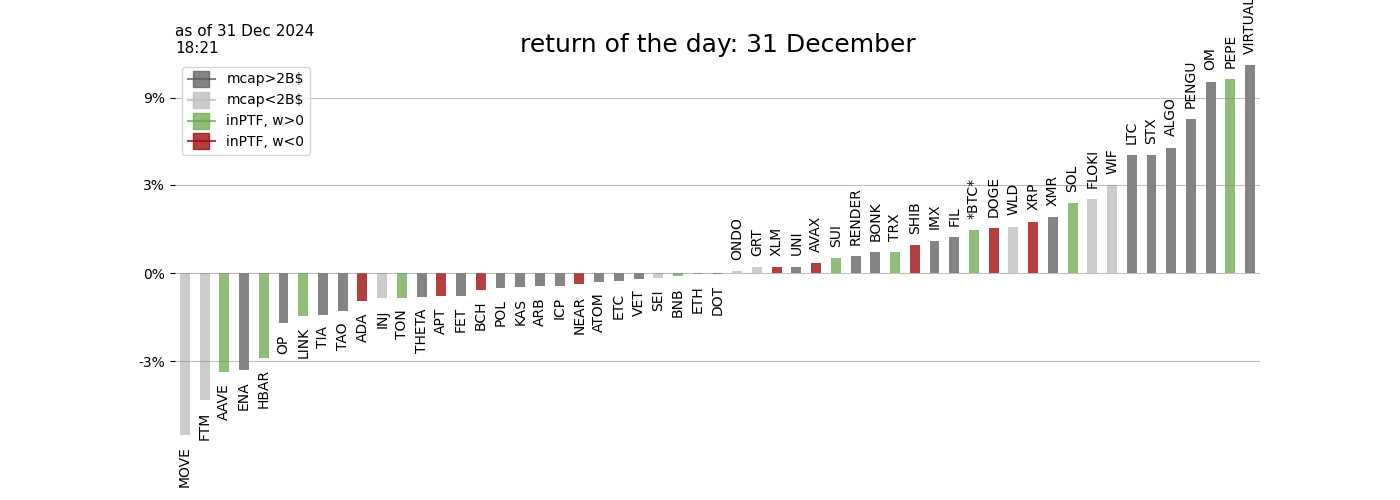 as of 31 Dec 2024
18:21
return of the day: 31 December
mcap>2B$
mcap<2B$
inPTF, w>0
inPTF, w<0
9%
3%
0%
-3%
MOVE
FTM
AAVE
ENA
HBAR
OP
LINK
TIA
TAO
ADA
INJ
TON
THETA
APT
FET
BCH
POL
KAS
ARB
ICP
NEAR
ATOM
ETC
VET
SEI
BNB
ETH
DOT
ONDO
GRT
XLM
UNI
AVAX
SUI
RENDER
BONK
TRX
SHIB
IMX
FIL
*BTC*
DOGE
WLD
XRP
XMR
SOL
FLOKI
WIF
LTC
STX
ALGO
PENGU
OM
PEPE
VIRTUAL